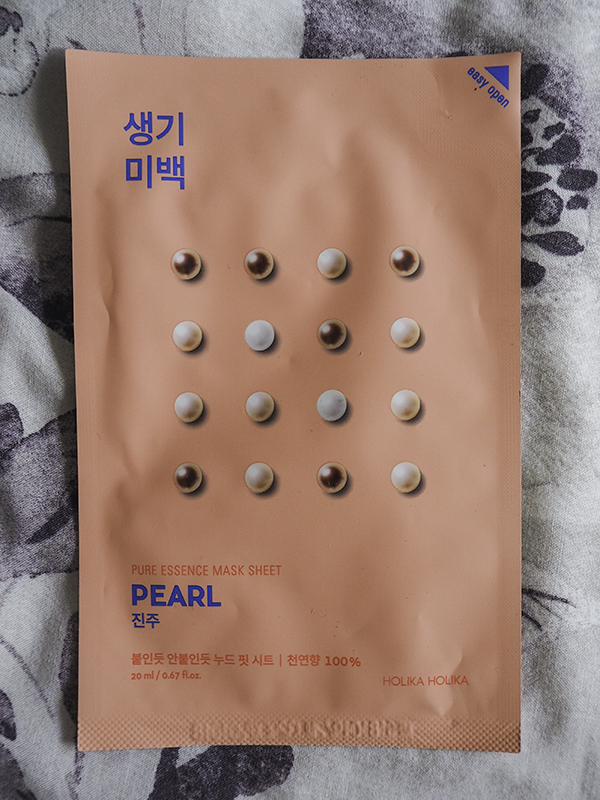 easy open
생기
미백
PURE ESSENCE MASK SHEET
PEARL
진주
붙인듯 안붙인듯 누드 핏 시트 | 천연향 100%
20 ml / 0.67 fl.oz.
HOLIKA HOLIKA